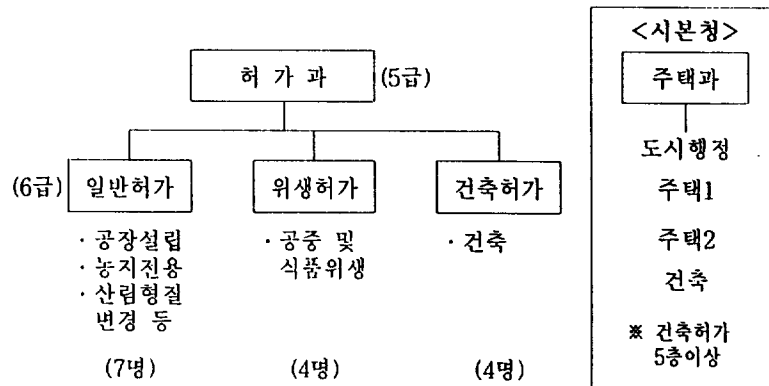 허 가 과 (5급)
(6급) 일반허가 위생허가 건축허가
· 공장설립
· 농지전용
· 산림형질
변경 등
(7명)
· 공중 및
식품위생
(4명)
· 건축
(4명)
<시본청>
주택과
도시행정
주택1
주택2
건축
※ 건축허가
5층이상